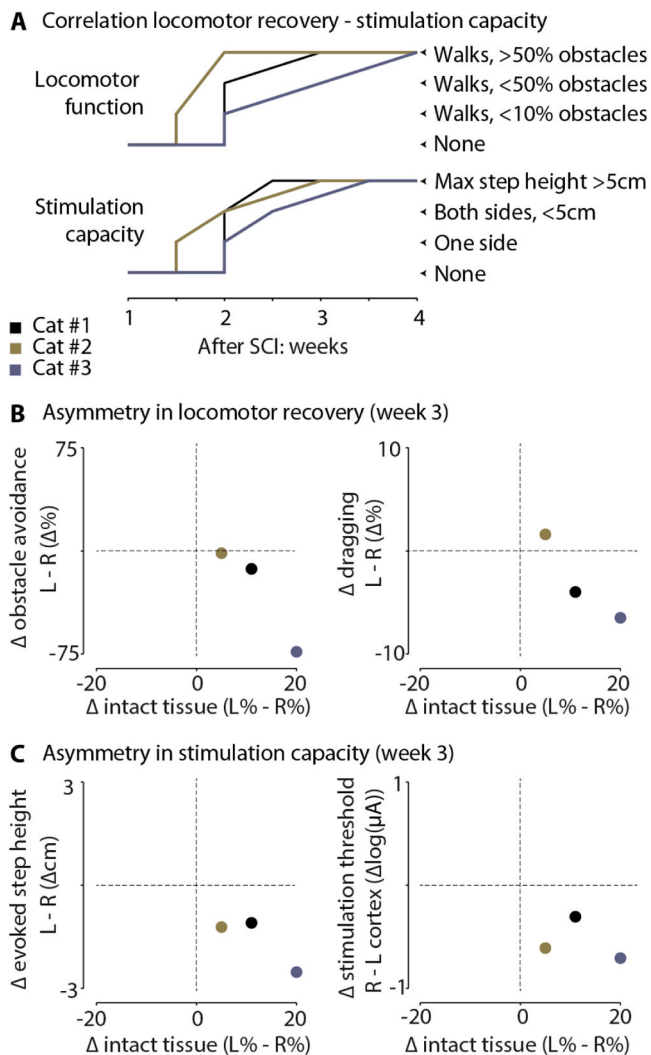 A Correlation locomotor recovery - stimulation capacity
Locomotor
function
◄ Walks, >50% obstacles
◄ Walks, <50% obstacles
◄ Walks, <10% obstacles
◄ None
Stimulation
capacity
◄ Max step height >5cm
◄ Both sides, <5cm
◄ One side
◄ None
1 2 3 4
After SCI: weeks
Cat #1
Cat #2
Cat #3
B Asymmetry in locomotor recovery (week 3)
Δ obstacle avoidance
L - R (Δ%)
75
-75
-20 0 20
Δ intact tissue (L% - R%)
Δ dragging
L - R (Δ%)
10
-10
-20 0 20
Δ intact tissue (L% - R%)
C Asymmetry in stimulation capacity (week 3)
Δ evoked step height
L - R (Δcm)
3
-3
-20 0 20
Δ intact tissue (L% - R%)
Δ stimulation threshold
R - L cortex (Δlog(μA))
1
-1
-20 0 20
Δ intact tissue (L% - R%)